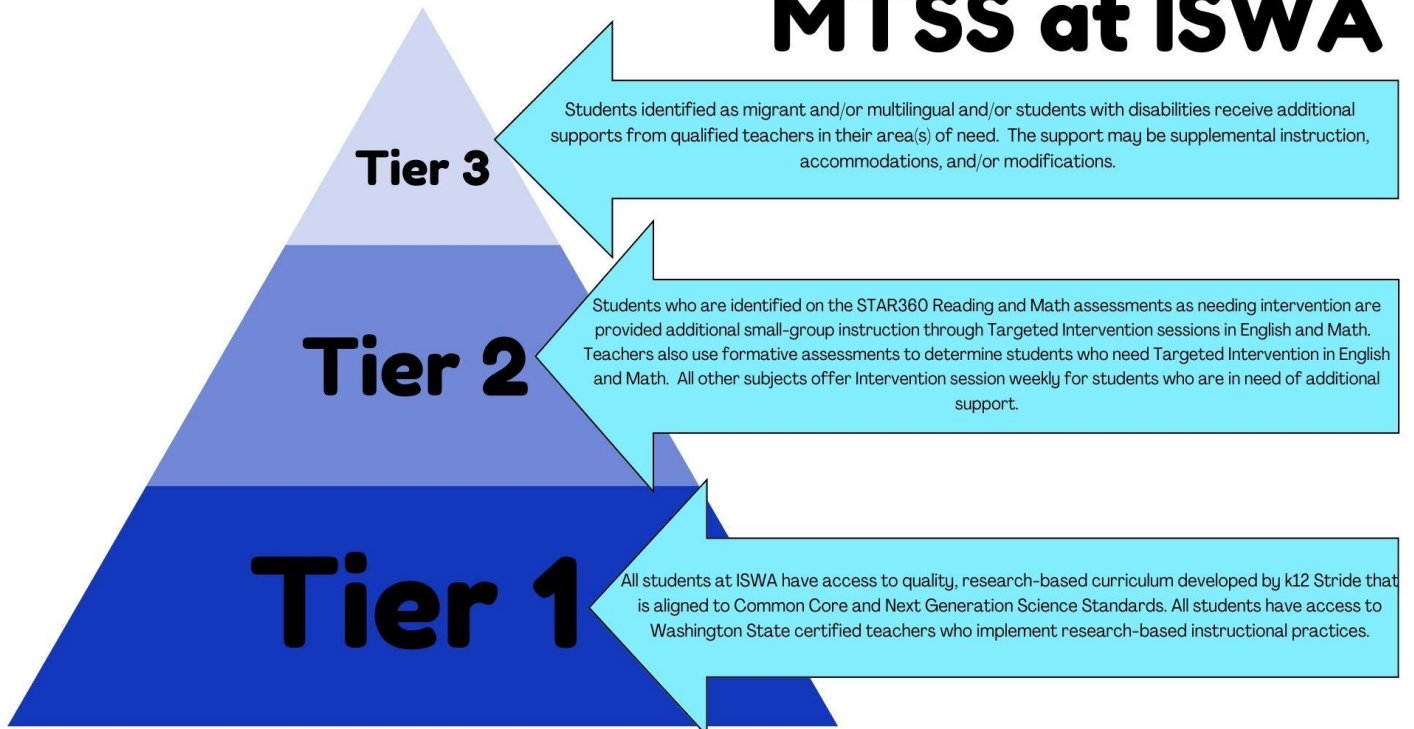 MTSS at ISWA
Students identified as migrant and/or multilingual and/or students with disabilities receive additional
supports from qualified teachers in their area(s) of need.  The support may be supplemental instruction,
accommodations, and/or modifications.
Tier 3
Students who are identified on the STAR360 Reading and Math assessments as needing intervention are
provided additional small-group instruction through Targeted Intervention sessions in English and Math.
Teachers also use formative assessments to determine students who need Targeted Intervention in English
and Math.  All other subjects offer Intervention session weekly for students who are in need of additional
support.
Tier 2
All students at ISWA have access to quality, research-based curriculum developed by k12 Stride that
is aligned to Common Core and Next Generation Science Standards. All students have access to
Washington State certified teachers who implement research-based instructional practices.
Tier 1